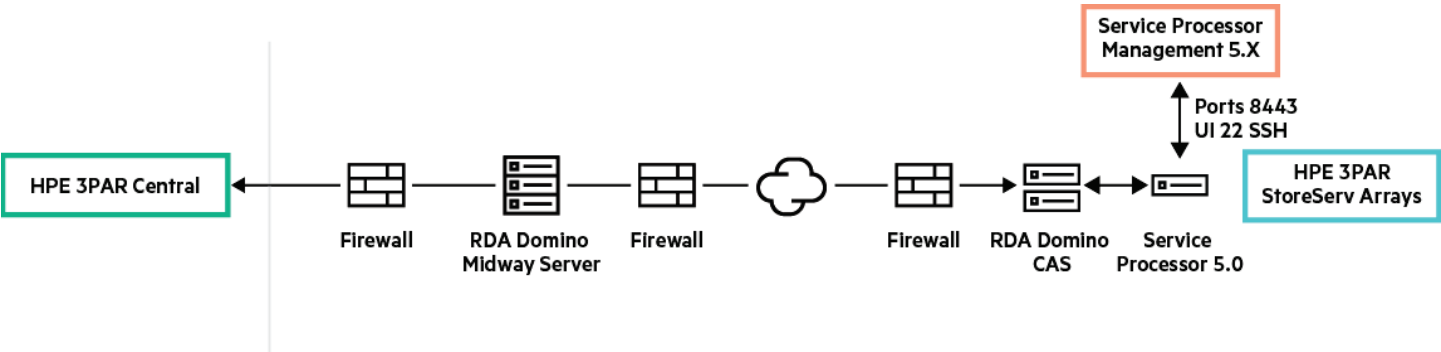 Service Processor
Management 5.X
Ports 8443
UI 22 SSH
HPE 3PAR Central
HPE 3PAR
StoreServ Arrays
Firewall
RDA Domino
Midway Server
Firewall
Firewall
RDA Domino
CAS
Service
Processor 5.0